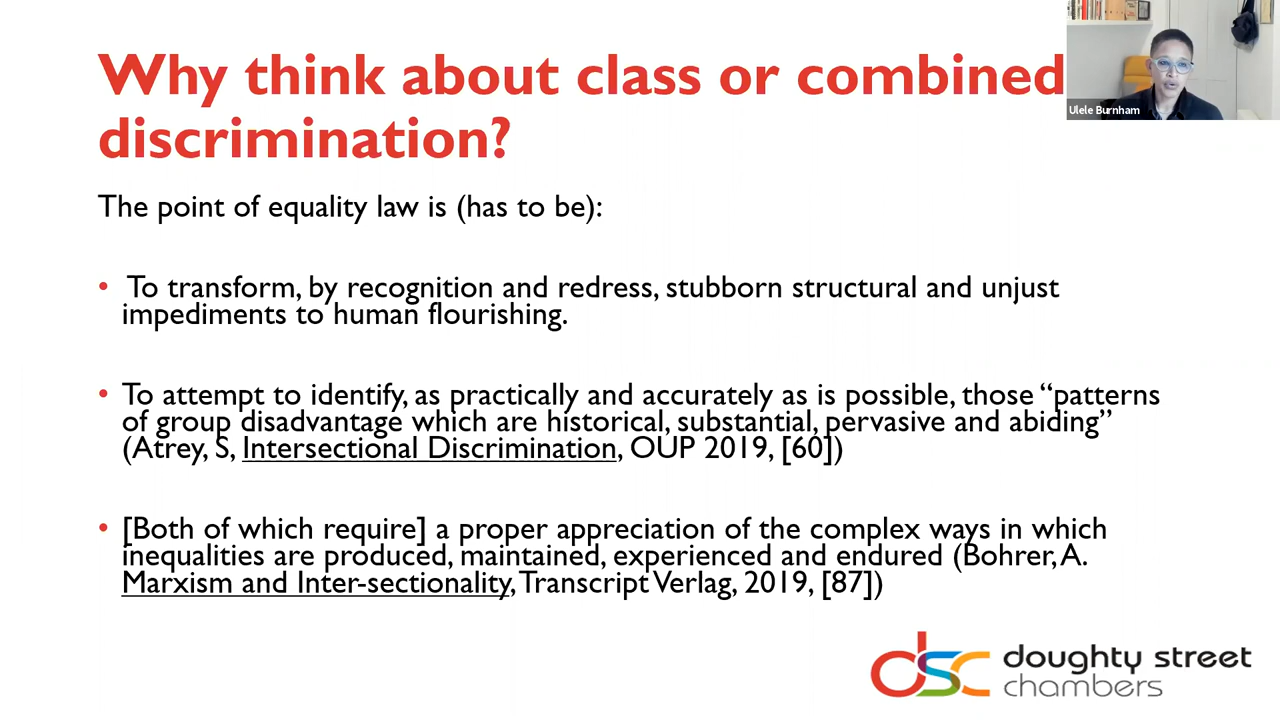 Why think about class or combined
discrimination?
Ulele Burnham
The point of equality law is (has to be):
• To transform, by recognition and redress, stubborn structural and unjust
impediments to human flourishing.
• To attempt to identify, as practically and accurately as is possible, those “patterns
of group disadvantage which are historical, substantial, pervasive and abiding”
(Atrey, S, Intersectional Discrimination, OUP 2019, [60])
• [Both of which require] a proper appreciation of the complex ways in which
inequalities are produced, maintained, experienced and endured (Bohrer, A.
Marxism and Inter-sectionality, Transcript Verlag, 2019, [87])
dsc doughty street
chambers